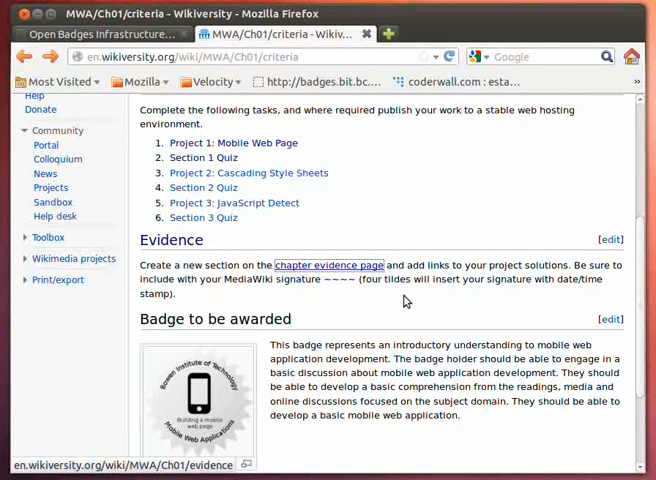 MWA/Ch01/criteria - Wikiversity - Mozilla Firefox
Open Badges Infrastructure...
MWA/Ch01/criteria - Wikiv...
en.wikiversity.org/wiki/MWA/Ch01/criteria
Google
Most Visited
Mozilla
Velocity
http://badges.bit.bc....
coderwall.com : esta...
»
Help
Donate
Community
Portal
Colloquium
News
Projects
Sandbox
Help desk
Toolbox
Wikimedia projects
Print/export
Complete the following tasks, and where required publish your work to a stable web hosting
environment.
1. Project 1: Mobile Web Page
2. Section 1 Quiz
3. Project 2: Cascading Style Sheets
4. Section 2 Quiz
5. Project 3: JavaScript Detect
6. Section 3 Quiz
Evidence [edit]
Create a new section on the chapter evidence page and add links to your project solutions. Be sure to
include with your MediaWiki signature ~~~~ (four tildes will insert your signature with date/time
stamp).
Badge to be awarded [edit]
Bowen Institute of Technology
Building a mobile
web page
Mobile Web Applications
This badge represents an introductory understanding to mobile web
application development. The badge holder should be able to engage in a
basic discussion about mobile web application development. They should
be able to develop a basic comprehension from the readings, media and
online discussions focused on the subject domain. They should be able to
develop a basic mobile web application.
en.wikiversity.org/wiki/MWA/Ch01/evidence